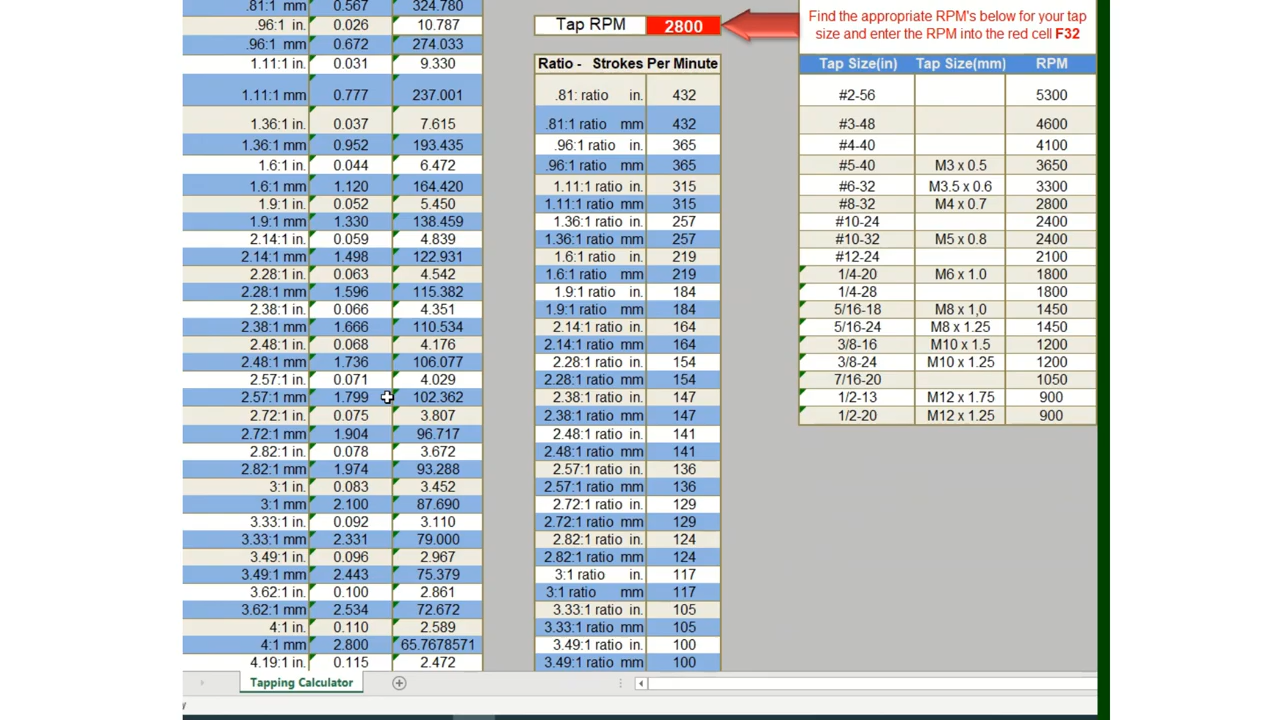 .81:1 mm 0.567 324.780
.96:1 in. 0.026 10.787
.96:1 mm 0.672 274.033
1.11:1 in. 0.031 9.330
1.11:1 mm 0.777 237.001
1.36:1 in. 0.037 7.615
1.36:1 mm 0.952 193.435
1.6:1 in. 0.044 6.472
1.6:1 mm 1.120 164.420
1.9:1 in. 0.052 5.450
1.9:1 mm 1.330 138.459
2.14:1 in. 0.059 4.839
2.14:1 mm 1.498 122.931
2.28:1 in. 0.063 4.542
2.28:1 mm 1.596 115.382
2.38:1 in. 0.066 4.351
2.38:1 mm 1.666 110.534
2.48:1 in. 0.068 4.176
2.48:1 mm 1.736 106.077
2.57:1 in. 0.071 4.029
2.57:1 mm 1.799 102.362
2.72:1 in. 0.075 3.807
2.72:1 mm 1.904 96.717
2.82:1 in. 0.078 3.672
2.82:1 mm 1.974 93.288
3:1 in. 0.083 3.452
3:1 mm 2.100 87.690
3.33:1 in. 0.092 3.110
3.33:1 mm 2.331 79.000
3.49:1 in. 0.096 2.967
3.49:1 mm 2.443 75.379
3.62:1 in. 0.100 2.861
3.62:1 mm 2.534 72.672
4:1 in. 0.110 2.589
4:1 mm 2.800 65.7678571
4.19:1 in. 0.115 2.472
Tap RPM 2800
Ratio - Strokes Per Minute
.81: ratio in. 432
.81:1 ratio mm 432
.96:1 ratio in. 365
.96:1 ratio mm 365
1.11:1 ratio in. 315
1.11:1 ratio mm 315
1.36:1 ratio in. 257
1.36:1 ratio mm 257
1.6:1 ratio in. 219
1.6:1 ratio mm 219
1.9:1 ratio in. 184
1.9:1 ratio mm 184
2.14:1 ratio in. 164
2.14:1 ratio mm 164
2.28:1 ratio in. 154
2.28:1 ratio mm 154
2.38:1 ratio in. 147
2.38:1 ratio mm 147
2.48:1 ratio in. 141
2.48:1 ratio mm 141
2.57:1 ratio in. 136
2.57:1 ratio mm 136
2.72:1 ratio in. 129
2.72:1 ratio mm 129
2.82:1 ratio in. 124
2.82:1 ratio mm 124
3:1 ratio in. 117
3:1 ratio mm 117
3.33:1 ratio in. 105
3.33:1 ratio mm 105
3.49:1 ratio in. 100
3.49:1 ratio mm 100
Find the appropriate RPM's below for your tap
size and enter the RPM into the red cell F32
Tap Size(in) Tap Size(mm) RPM
#2-56 5300
#3-48 4600
#4-40 4100
#5-40 M3 x 0.5 3650
#6-32 M3.5 x 0.6 3300
#8-32 M4 x 0.7 2800
#10-24 2400
#10-32 M5 x 0.8 2400
#12-24 2100
1/4-20 M6 x 1.0 1800
1/4-28 1800
5/16-18 M8 x 1,0 1450
5/16-24 M8 x 1.25 1450
3/8-16 M10 x 1.5 1200
3/8-24 M10 x 1.25 1200
7/16-20 1050
1/2-13 M12 x 1.75 900
1/2-20 M12 x 1.25 900
Tapping Calculator